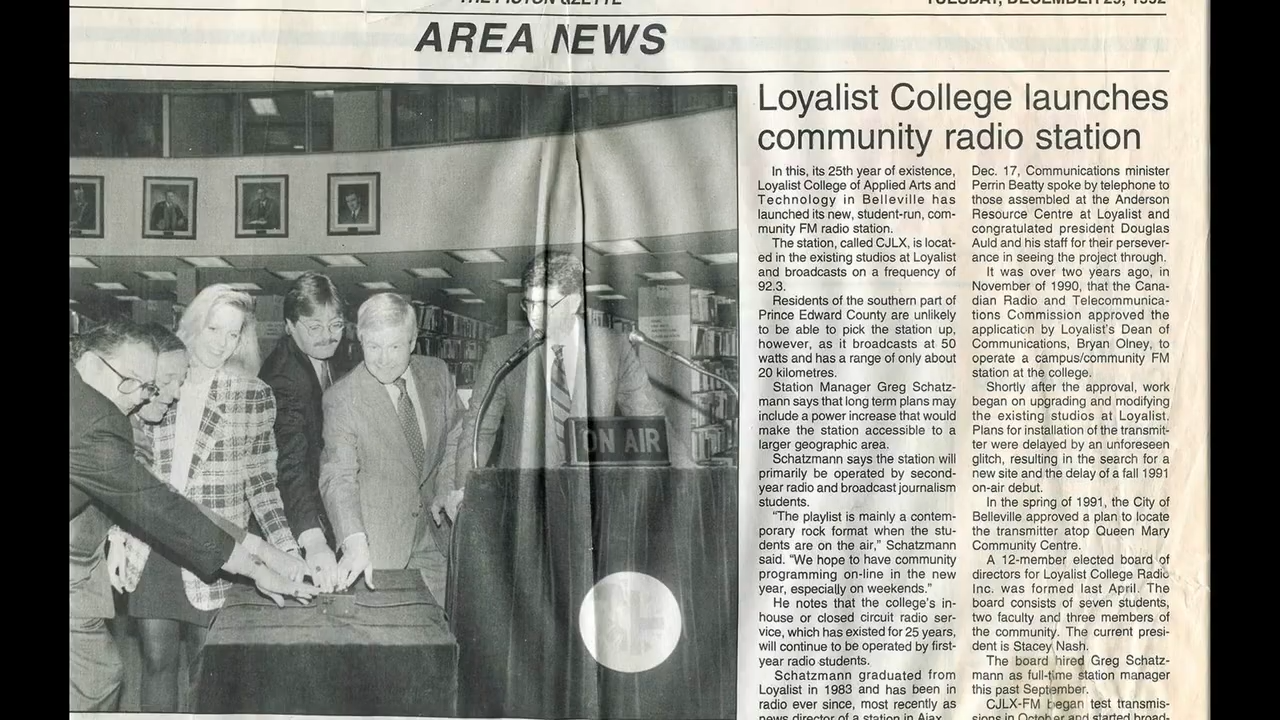 THE PICTON GAZETTE
TUESDAY, DECEMBER 29, 1992
AREA NEWS
ON AIR
Loyalist College launches
community radio station
In this, its 25th year of existence,
Loyalist College of Applied Arts and
Technology in Belleville has
launched its new, student-run, com-
munity FM radio station.
The station, called CJLX, is locat-
ed in the existing studios at Loyalist
and broadcasts on a frequency of
92.3.
Residents of the southern part of
Prince Edward County are unlikely
to be able to pick the station up,
however, as it broadcasts at 50
watts and has a range of only about
20 kilometres.
Station Manager Greg Schatz-
mann says that long term plans may
include a power increase that would
make the station accessible to a
larger geographic area.
Schatzmann says the station will
primarily be operated by second-
year radio and broadcast journalism
students.
"The playlist is mainly a contem-
porary rock format when the stu-
dents are on the air," Schatzmann
said. "We hope to have community
programming on-line in the new
year, especially on weekends."
He notes that the college's in-
house or closed circuit radio ser-
vice, which has existed for 25 years,
will continue to be operated by first-
year radio students.
Schatzmann graduated from
Loyalist in 1983 and has been in
radio ever since, most recently as
news director of a station in Ajax.
Dec. 17, Communications minister
Perrin Beatty spoke by telephone to
those assembled at the Anderson
Resource Centre at Loyalist and
congratulated president Douglas
Auld and his staff for their persever-
ance in seeing the project through.
It was over two years ago, in
November of 1990, that the Cana-
dian Radio and Telecommunica-
tions Commission approved the
application by Loyalist's Dean of
Communications, Bryan Olney, to
operate a campus/community FM
station at the college.
Shortly after the approval, work
began on upgrading and modifying
the existing studios at Loyalist.
Plans for installation of the transmit-
ter were delayed by an unforeseen
glitch, resulting in the search for a
new site and the delay of a fall 1991
on-air debut.
In the spring of 1991, the City of
Belleville approved a plan to locate
the transmitter atop Queen Mary
Community Centre.
A 12-member elected board of
directors for Loyalist College Radio
Inc. was formed last April. The
board consists of seven students,
two faculty and three members of
the community. The current presi-
dent is Stacey Nash.
The board hired Greg Schatz-
mann as full-time station manager
this past September.
CJLX-FM began test transmis-
sions in October and started broad-